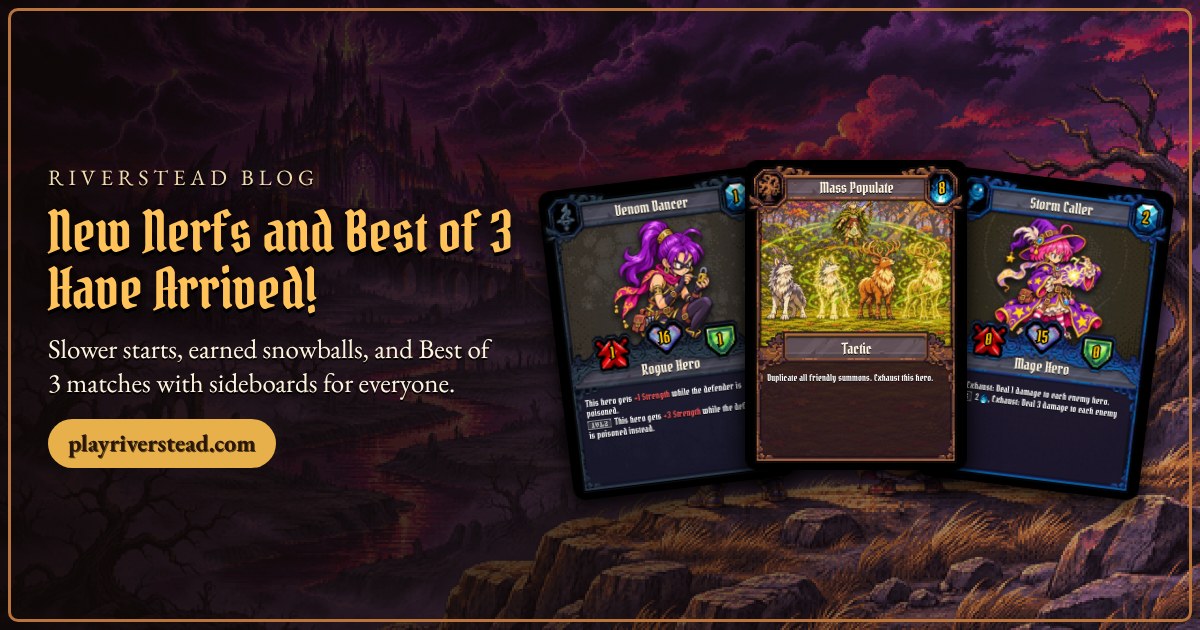 RIVERSTEAD BLOG
New Nerfs and Best of 3
Have Arrived!
Slower starts, earned snowballs, and Best of
3 matches with sideboards for everyone.
playriverstead.com
Venom Dancer
1
1
16
1
Rogue Hero
This hero gets +1 Strength while the defender is
poisoned.
This hero gets +3 Strength while the def
is poisoned instead.
Mass Populate
8
Tactic
Duplicate all friendly summons. Exhaust this hero.
Storm Caller
2
0
15
0
Mage Hero
Exhaust: Deal 1 damage to each enemy hero.
2, Exhaust: Deal 3 damage to each enemy